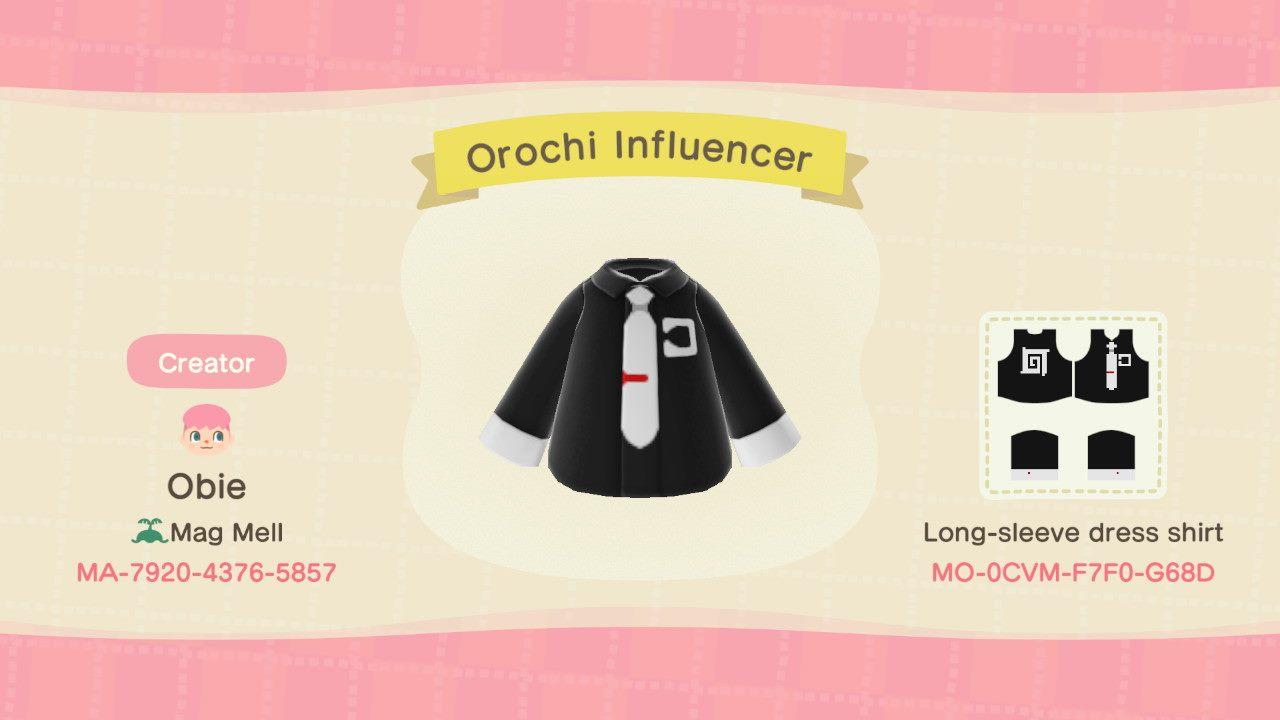 Orochi Influencer
Creator
Obie
Mag Mell
MA-7920-4376-5857
Long-sleeve dress shirt
MO-0CVM-F7F0-G68D